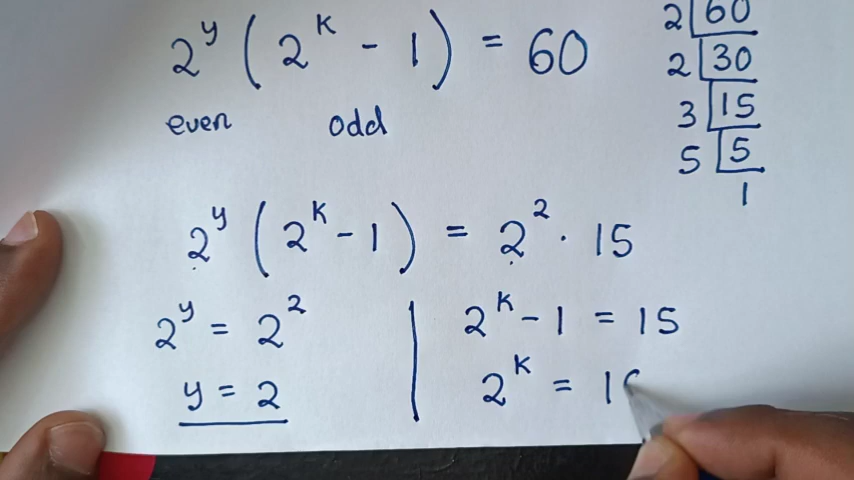 2^y (2^k - 1) = 60
even odd
2 | 60
2 | 30
3 | 15
5 | 5
1
2^y (2^k - 1) = 2^2 · 15
2^y = 2^2
y = 2
2^k - 1 = 15
2^k = 1